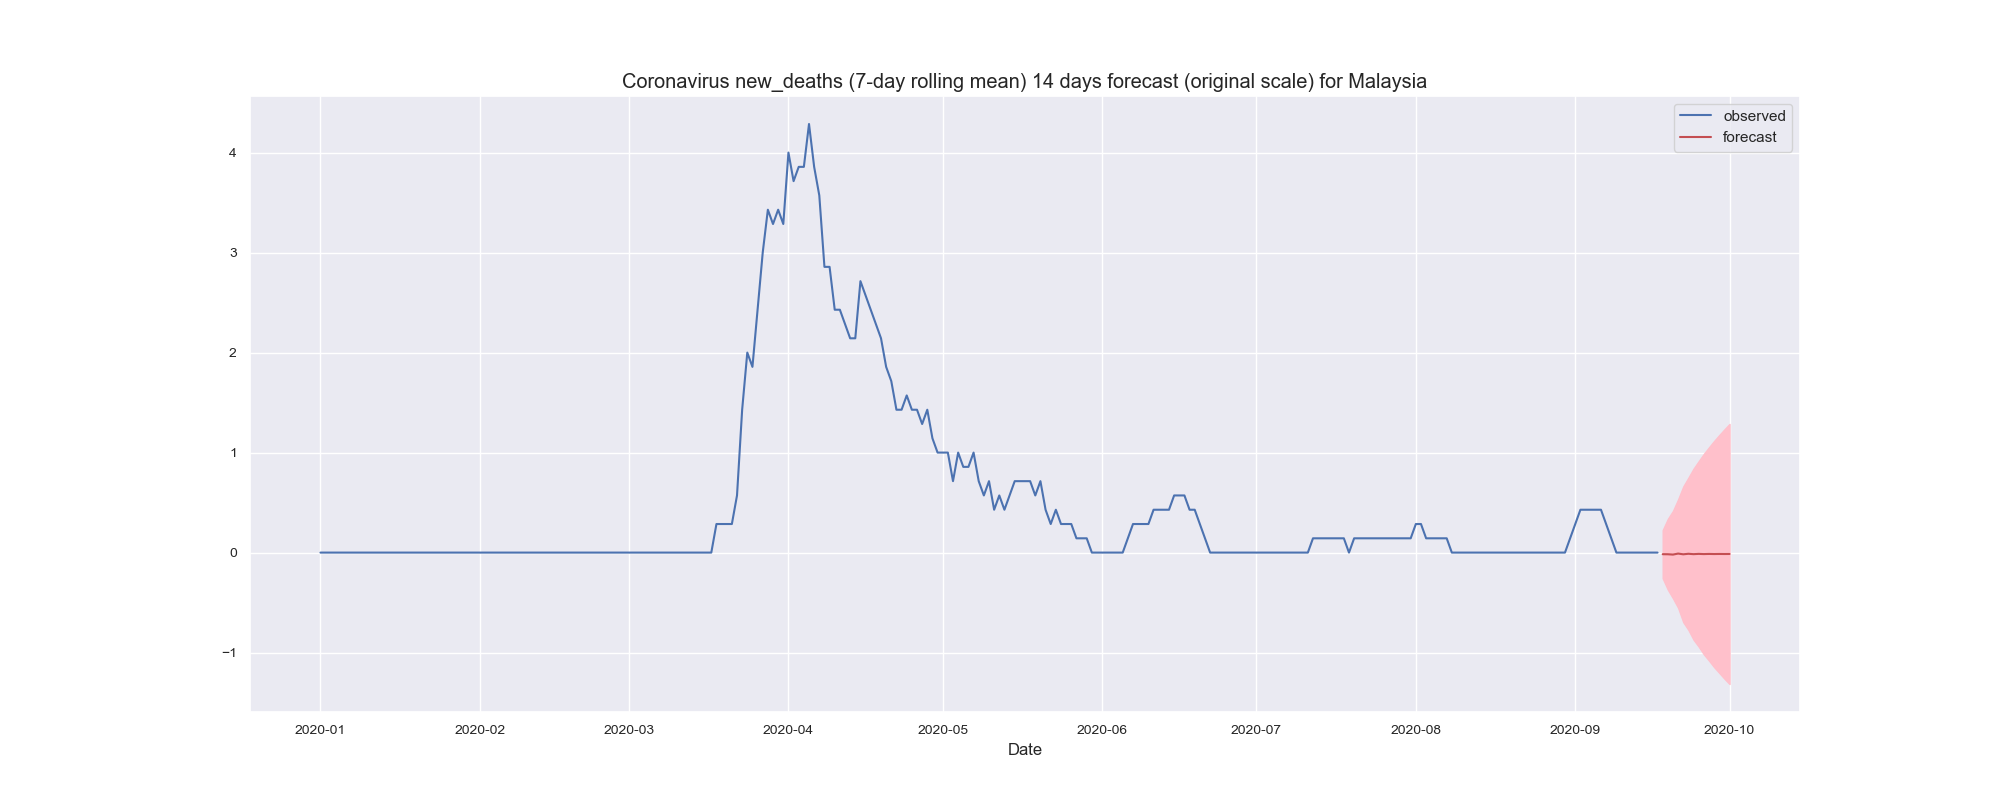 Coronavirus new_deaths (7-day rolling mean) 14 days forecast (original scale) for Malaysia
observed
forecast
4
3
2
1
0
−1
2020-01 2020-02 2020-03 2020-04 2020-05 2020-06 2020-07 2020-08 2020-09 2020-10
Date